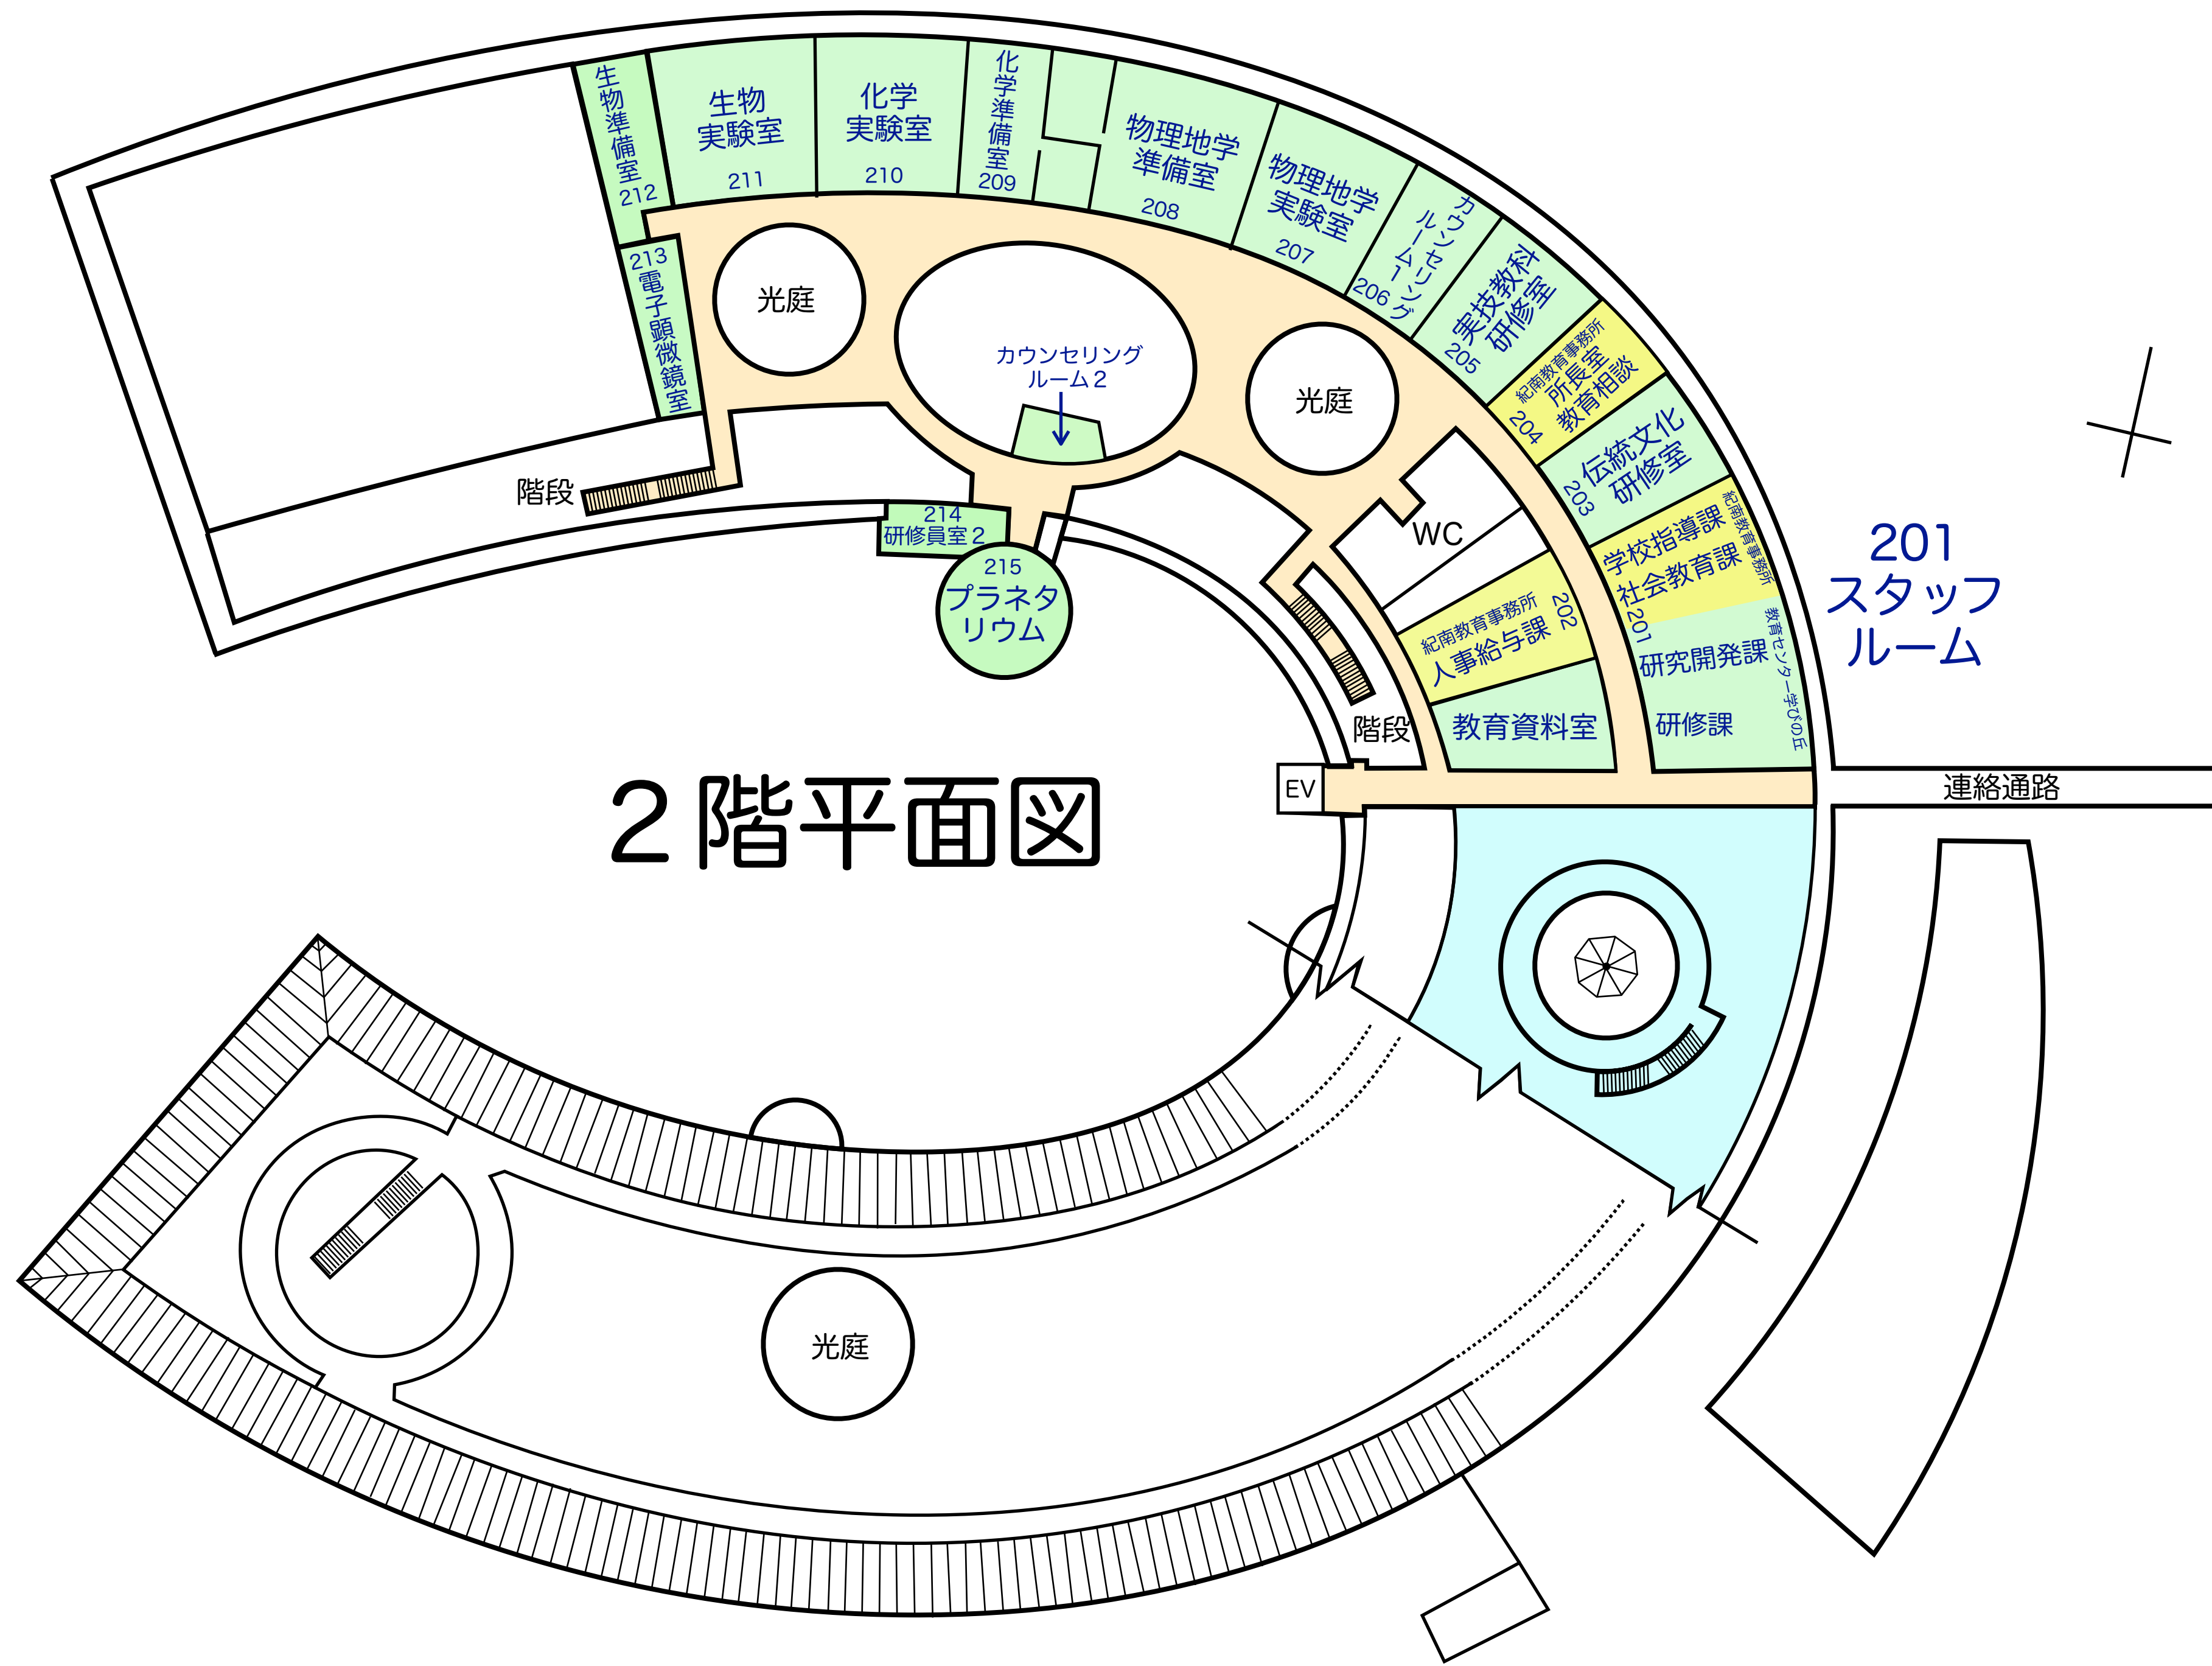 生物準備室
212
生物
実験室
211
化学
実験室
210
化学準備室
209
物理地学
準備室
208
物理地学
実験室
207
カウンセリング
ルーム1
206
実技教科
研修室
205
紀南教育事務所
所長室
教育相談
204
伝統文化
研修室
203
紀南教育事務所
学校指導課
社会教育課
201
研究開発課
研修課
教育センター学びの丘
201
スタッフ
ルーム
213
電子顕微鏡室
光庭
カウンセリング
ルーム2
光庭
階段
214
研修員室2
215
プラネタ
リウム
WC
紀南教育事務所
人事給与課
202
教育資料室
階段
EV
連絡通路
2階平面図
光庭